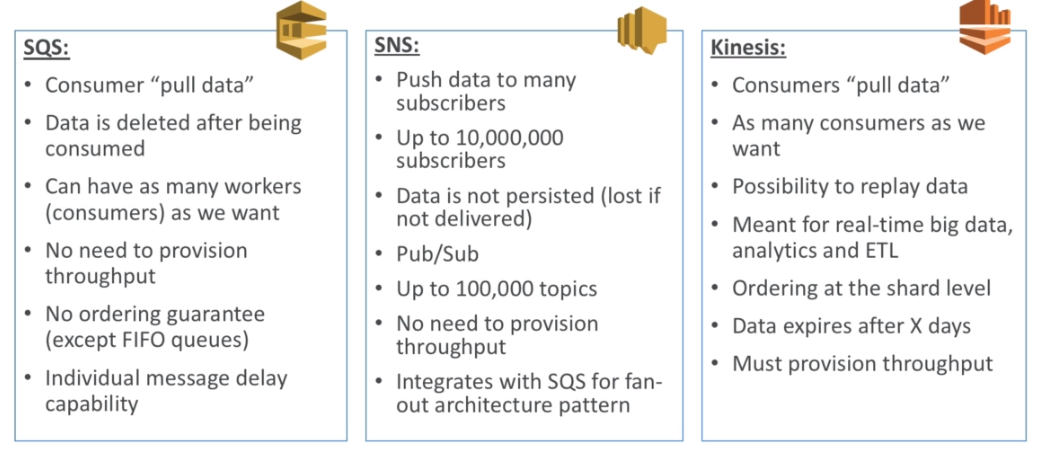 SQS:
• Consumer “pull data”
• Data is deleted after being
consumed
• Can have as many workers
(consumers) as we want
• No need to provision
throughput
• No ordering guarantee
(except FIFO queues)
• Individual message delay
capability
SNS:
• Push data to many
subscribers
• Up to 10,000,000
subscribers
• Data is not persisted (lost if
not delivered)
• Pub/Sub
• Up to 100,000 topics
• No need to provision
throughput
• Integrates with SQS for fan-
out architecture pattern
Kinesis:
• Consumers “pull data”
• As many consumers as we
want
• Possibility to replay data
• Meant for real-time big data,
analytics and ETL
• Ordering at the shard level
• Data expires after X days
• Must provision throughput